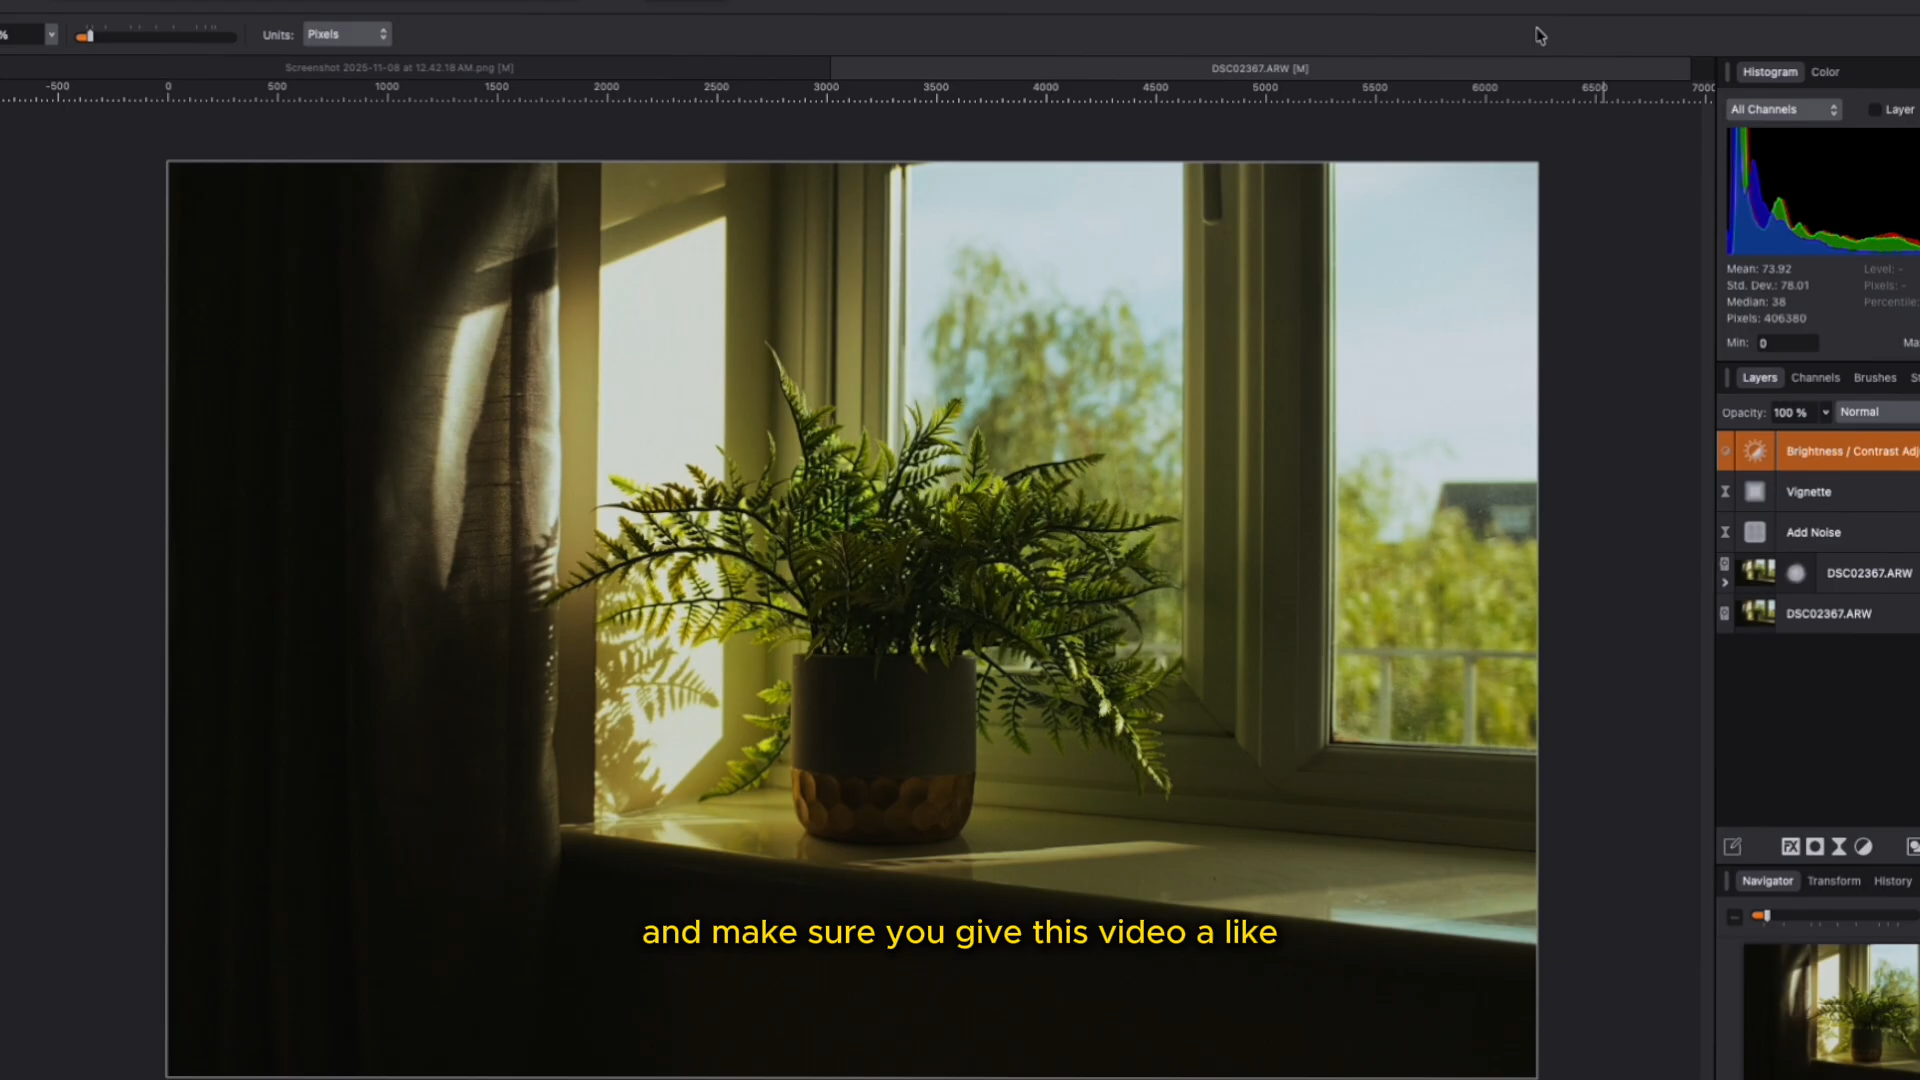 %
Units:
Pixels
Screenshot 2025-11-08 at 12.42.18 AM.png [M]
DSC02367.ARW [M]
-500 0 500 1000 1500 2000 2500 3000 3500 4000 4500 5000 5500 6000 6500 7000
Histogram Color
All Channels
Layer
Mean: 73.92
Level: -
Std. Dev.: 78.01
Pixels: -
Median: 38
Percentile:
Pixels: 406380
Min: 0
Layers Channels Brushes
Opacity: 100 %
Normal
Brightness / Contrast
Vignette
Add Noise
DSC02367.ARW
DSC02367.ARW
FX
Navigator Transform History
and make sure you give this video a like